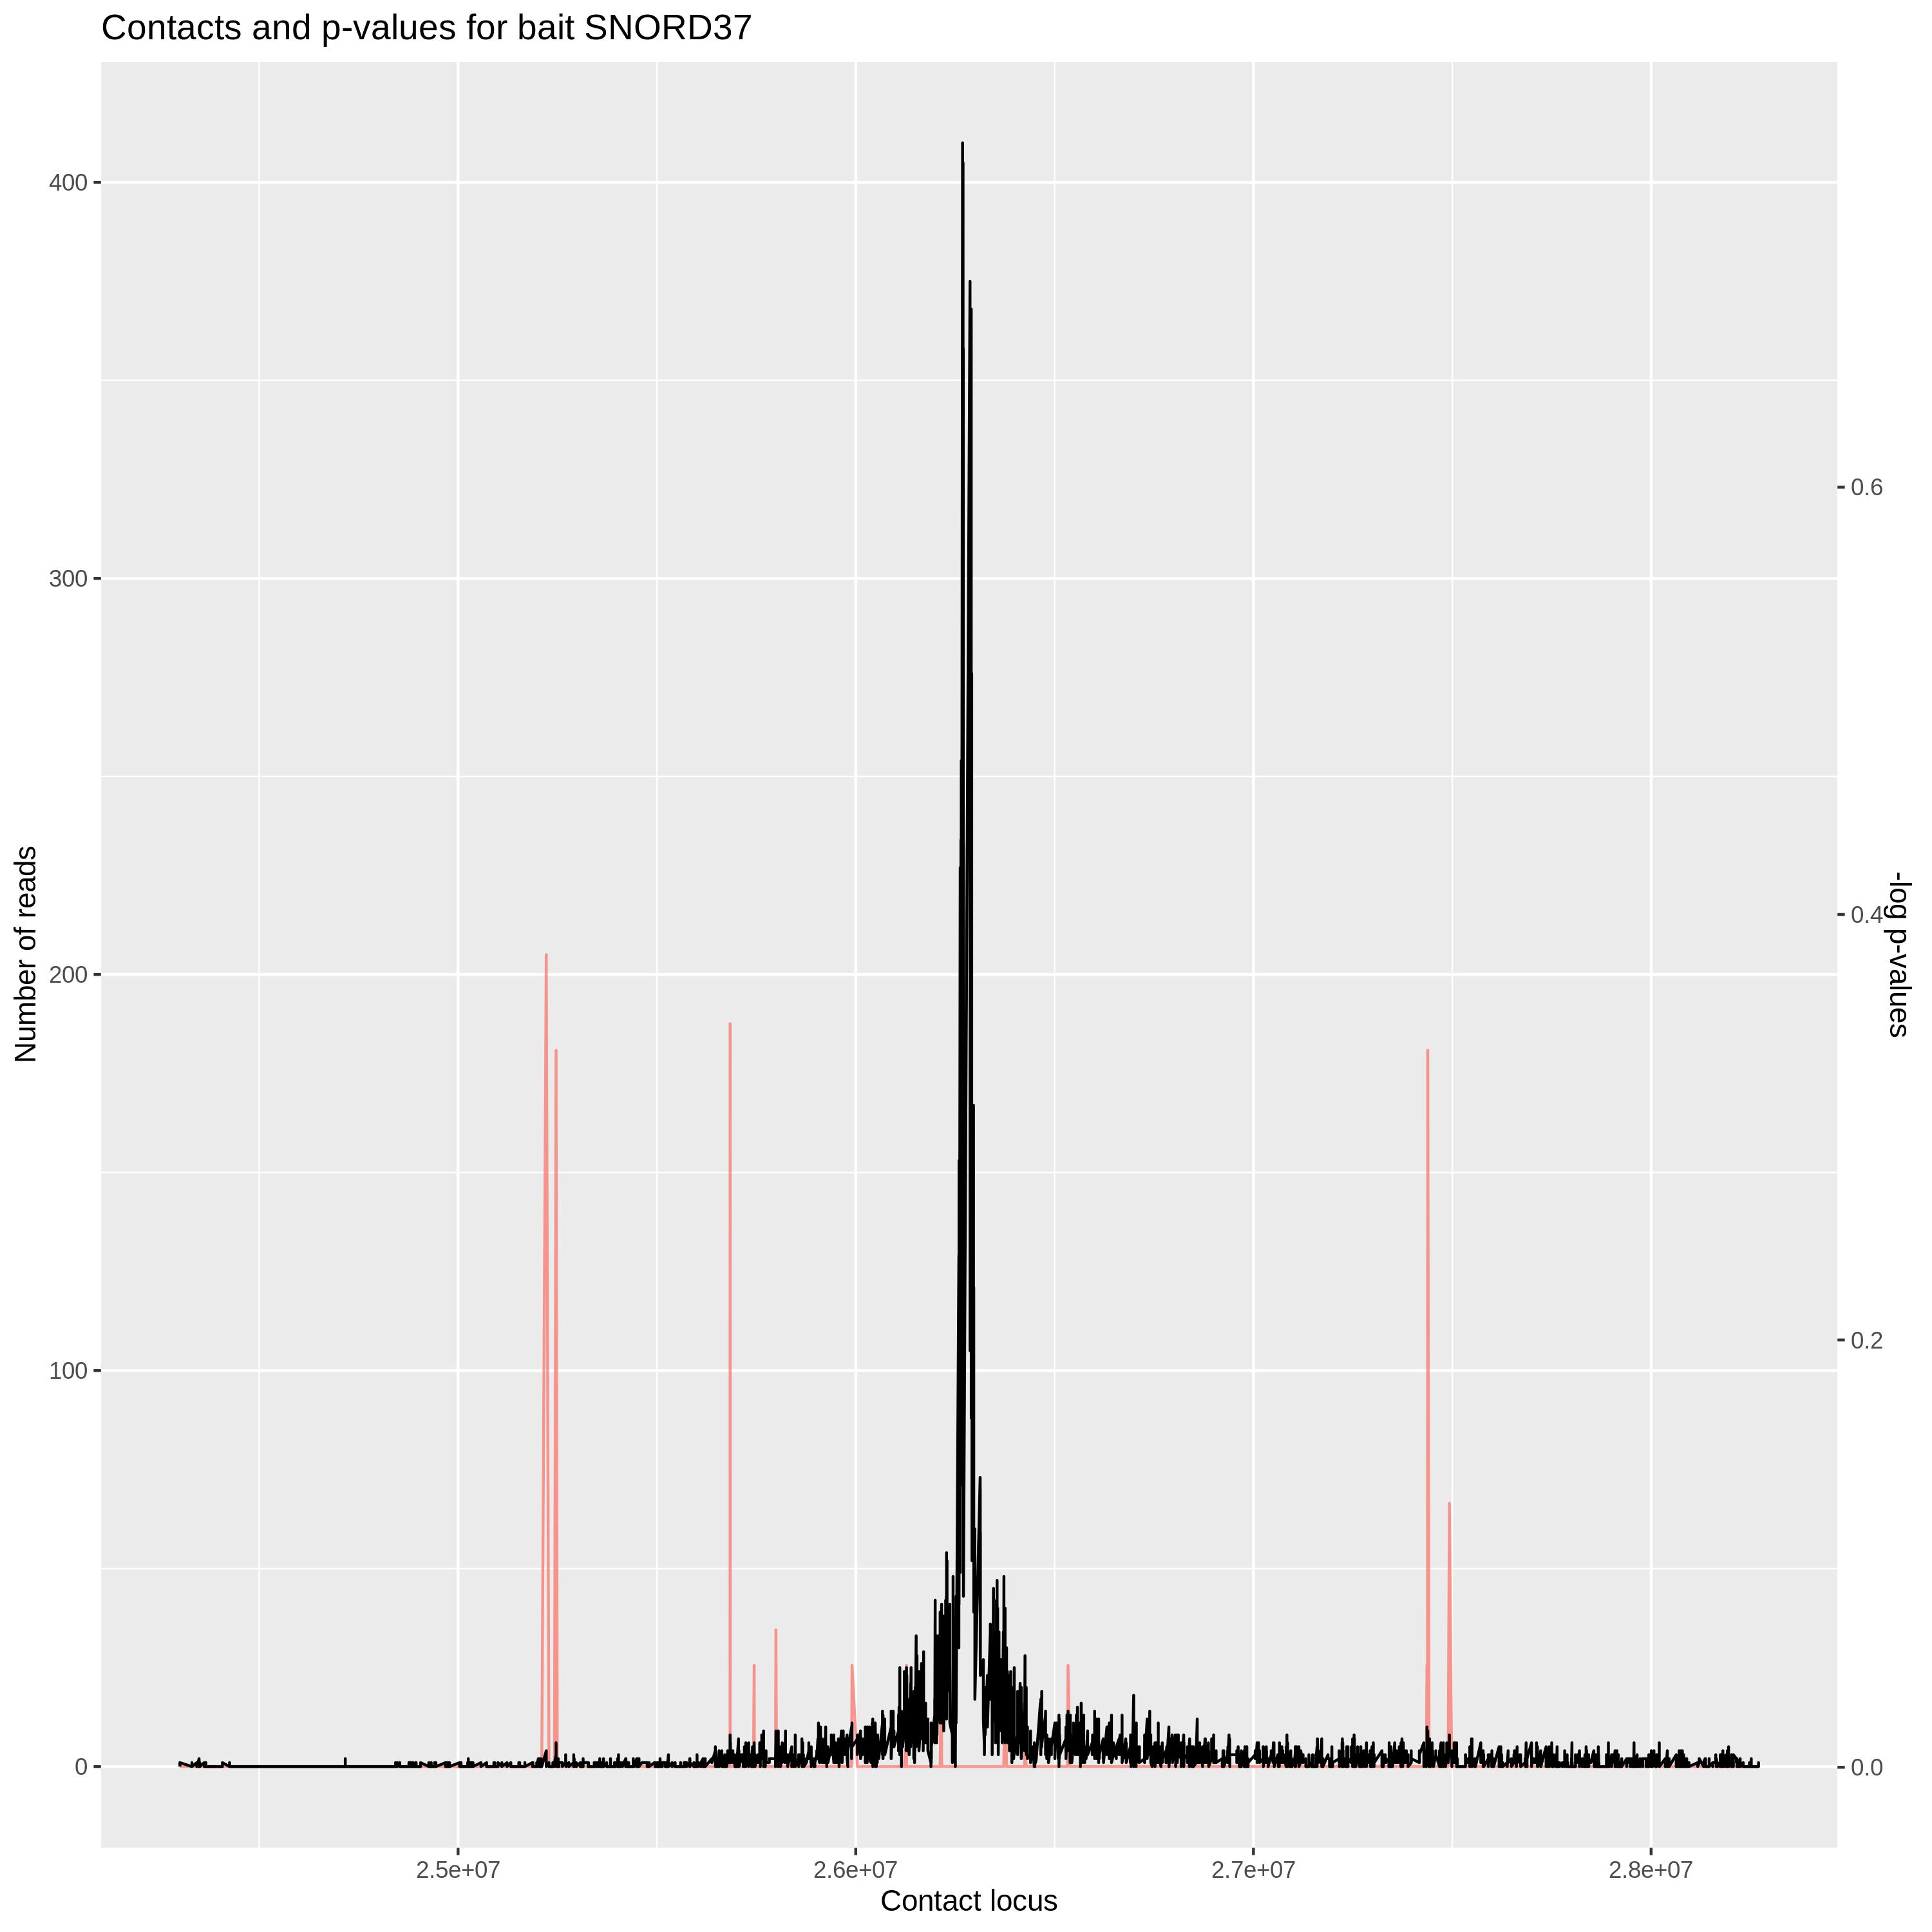 Contacts and p-values for bait SNORD37
400
300
200
100
0
Number of reads
0.6
0.4
0.2
0.0
-log p-values
2.5e+07
2.6e+07
2.7e+07
2.8e+07
Contact locus